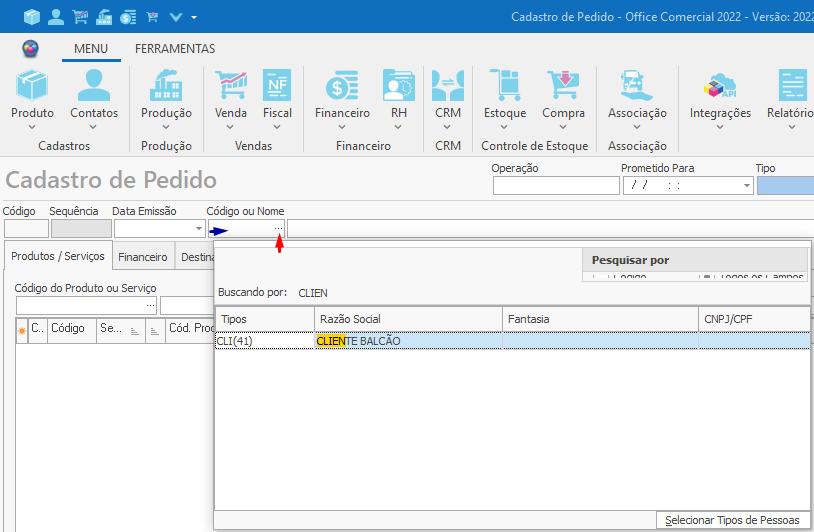 Cadastro de Pedido - Office Comercial 2022 - Versão: 202
MENU FERRAMENTAS
Produto Contatos Produção Venda Fiscal Financeiro RH CRM Estoque Compra Associação Integrações Relatório
Cadastros Produção Vendas Financeiro CRM Controle de Estoque Associação
Cadastro de Pedido
Operação Prometido Para Tipo
/ / : :
Código Sequência Data Emissão Código ou Nome
...
Produtos / Serviços Financeiro Destina
Pesquisar por
Código do Produto ou Serviço
...
Buscando por: CLIEN
C.. Código Se... Cód. Proc
Tipos Razão Social Fantasia CNPJ/CPF
CLI(41) CLIENTE BALCÃO
Selecionar Tipos de Pessoas